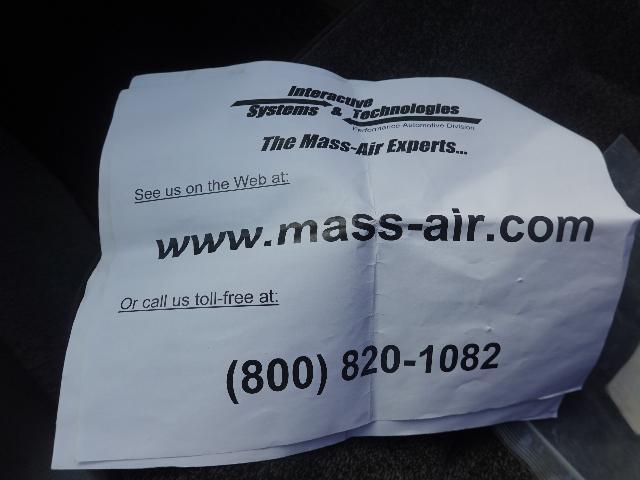 Interactive
Systems & Technologies
Performance Automotive Division
The Mass-Air Experts...
See us on the Web at:
www.mass-air.com
Or call us toll-free at:
(800) 820-1082